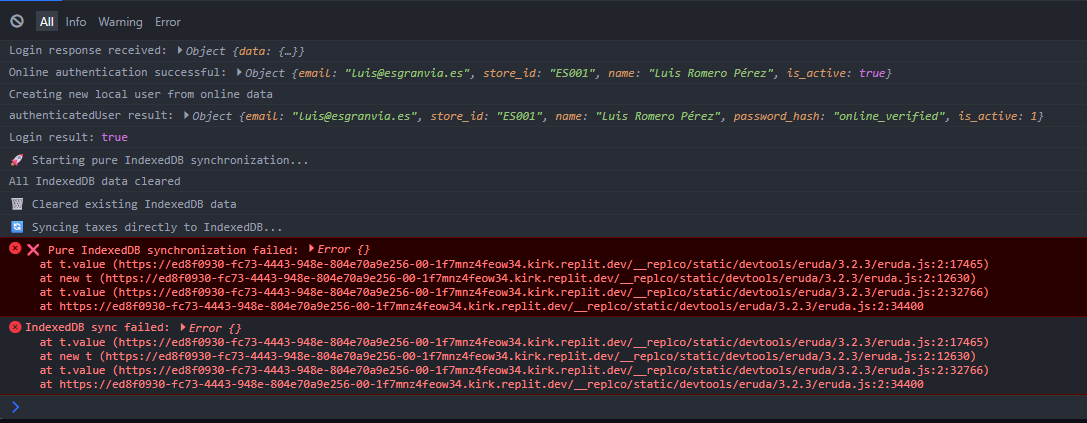 All Info Warning Error
Login response received: ▶Object {data: {…}}
Online authentication successful: ▶Object {email: "luis@esgranvia.es", store_id: "ES001", name: "Luis Romero Pérez", is_active: true}
Creating new local user from online data
authenticatedUser result: ▶Object {email: "luis@esgranvia.es", store_id: "ES001", name: "Luis Romero Pérez", password_hash: "online_verified", is_active: 1}
Login result: true
🚀 Starting pure IndexedDB synchronization...
All IndexedDB data cleared
🗑️ Cleared existing IndexedDB data
🔄 Syncing taxes directly to IndexedDB...
❌ Pure IndexedDB synchronization failed: ▶Error {}
at t.value (https://ed8f0930-fc73-4443-948e-804e70a9e256-00-1f7mnz4feow34.kirk.replit.dev/__replco/static/devtools/eruda/3.2.3/eruda.js:2:17465)
at new t (https://ed8f0930-fc73-4443-948e-804e70a9e256-00-1f7mnz4feow34.kirk.replit.dev/__replco/static/devtools/eruda/3.2.3/eruda.js:2:12630)
at t.value (https://ed8f0930-fc73-4443-948e-804e70a9e256-00-1f7mnz4feow34.kirk.replit.dev/__replco/static/devtools/eruda/3.2.3/eruda.js:2:32766)
at https://ed8f0930-fc73-4443-948e-804e70a9e256-00-1f7mnz4feow34.kirk.replit.dev/__replco/static/devtools/eruda/3.2.3/eruda.js:2:34400
IndexedDB sync failed: ▶Error {}
at t.value (https://ed8f0930-fc73-4443-948e-804e70a9e256-00-1f7mnz4feow34.kirk.replit.dev/__replco/static/devtools/eruda/3.2.3/eruda.js:2:17465)
at new t (https://ed8f0930-fc73-4443-948e-804e70a9e256-00-1f7mnz4feow34.kirk.replit.dev/__replco/static/devtools/eruda/3.2.3/eruda.js:2:12630)
at t.value (https://ed8f0930-fc73-4443-948e-804e70a9e256-00-1f7mnz4feow34.kirk.replit.dev/__replco/static/devtools/eruda/3.2.3/eruda.js:2:32766)
at https://ed8f0930-fc73-4443-948e-804e70a9e256-00-1f7mnz4feow34.kirk.replit.dev/__replco/static/devtools/eruda/3.2.3/eruda.js:2:34400